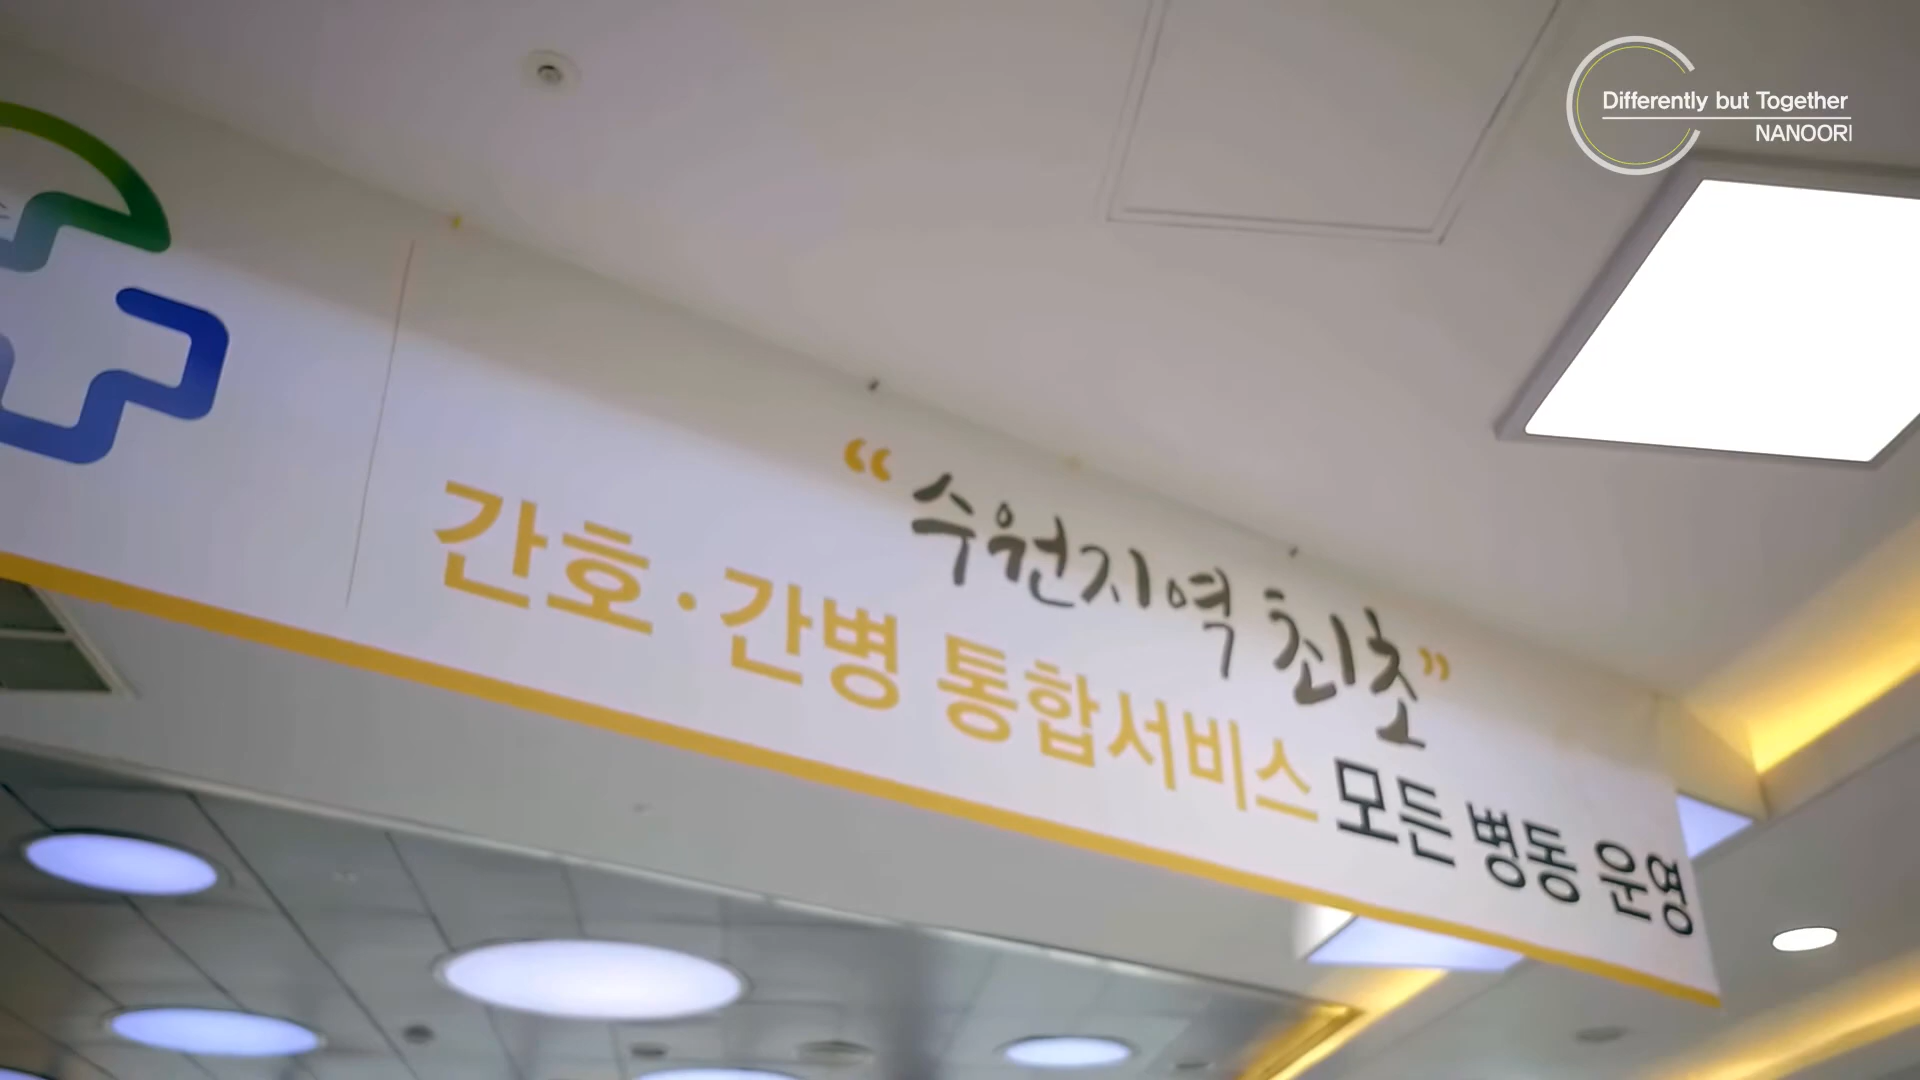 Differently but Together
NANOORI
“수원지역 최초”
간호·간병 통합서비스 모든 병동 운영